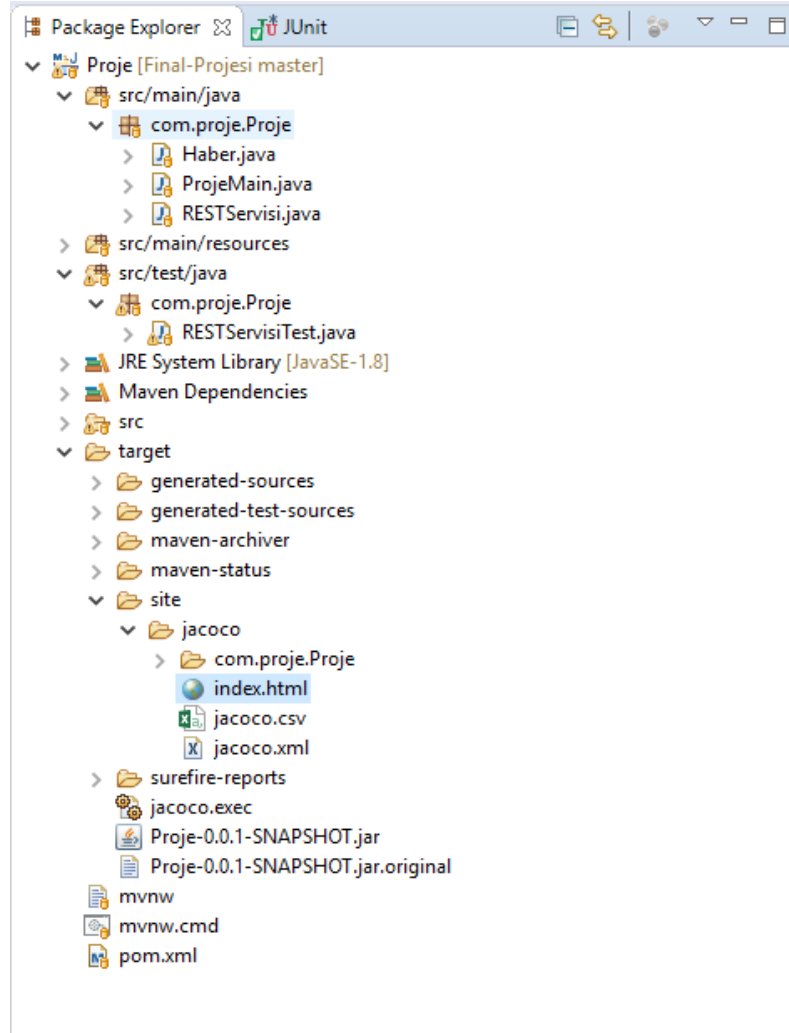 Package Explorer JUnit
Proje [Final-Projesi master]
src/main/java
com.proje.Proje
Haber.java
ProjeMain.java
RESTServisi.java
src/main/resources
src/test/java
com.proje.Proje
RESTServisiTest.java
JRE System Library [JavaSE-1.8]
Maven Dependencies
src
target
generated-sources
generated-test-sources
maven-archiver
maven-status
site
jacoco
com.proje.Proje
index.html
jacoco.csv
jacoco.xml
surefire-reports
jacoco.exec
Proje-0.0.1-SNAPSHOT.jar
Proje-0.0.1-SNAPSHOT.jar.original
mvnw
mvnw.cmd
pom.xml